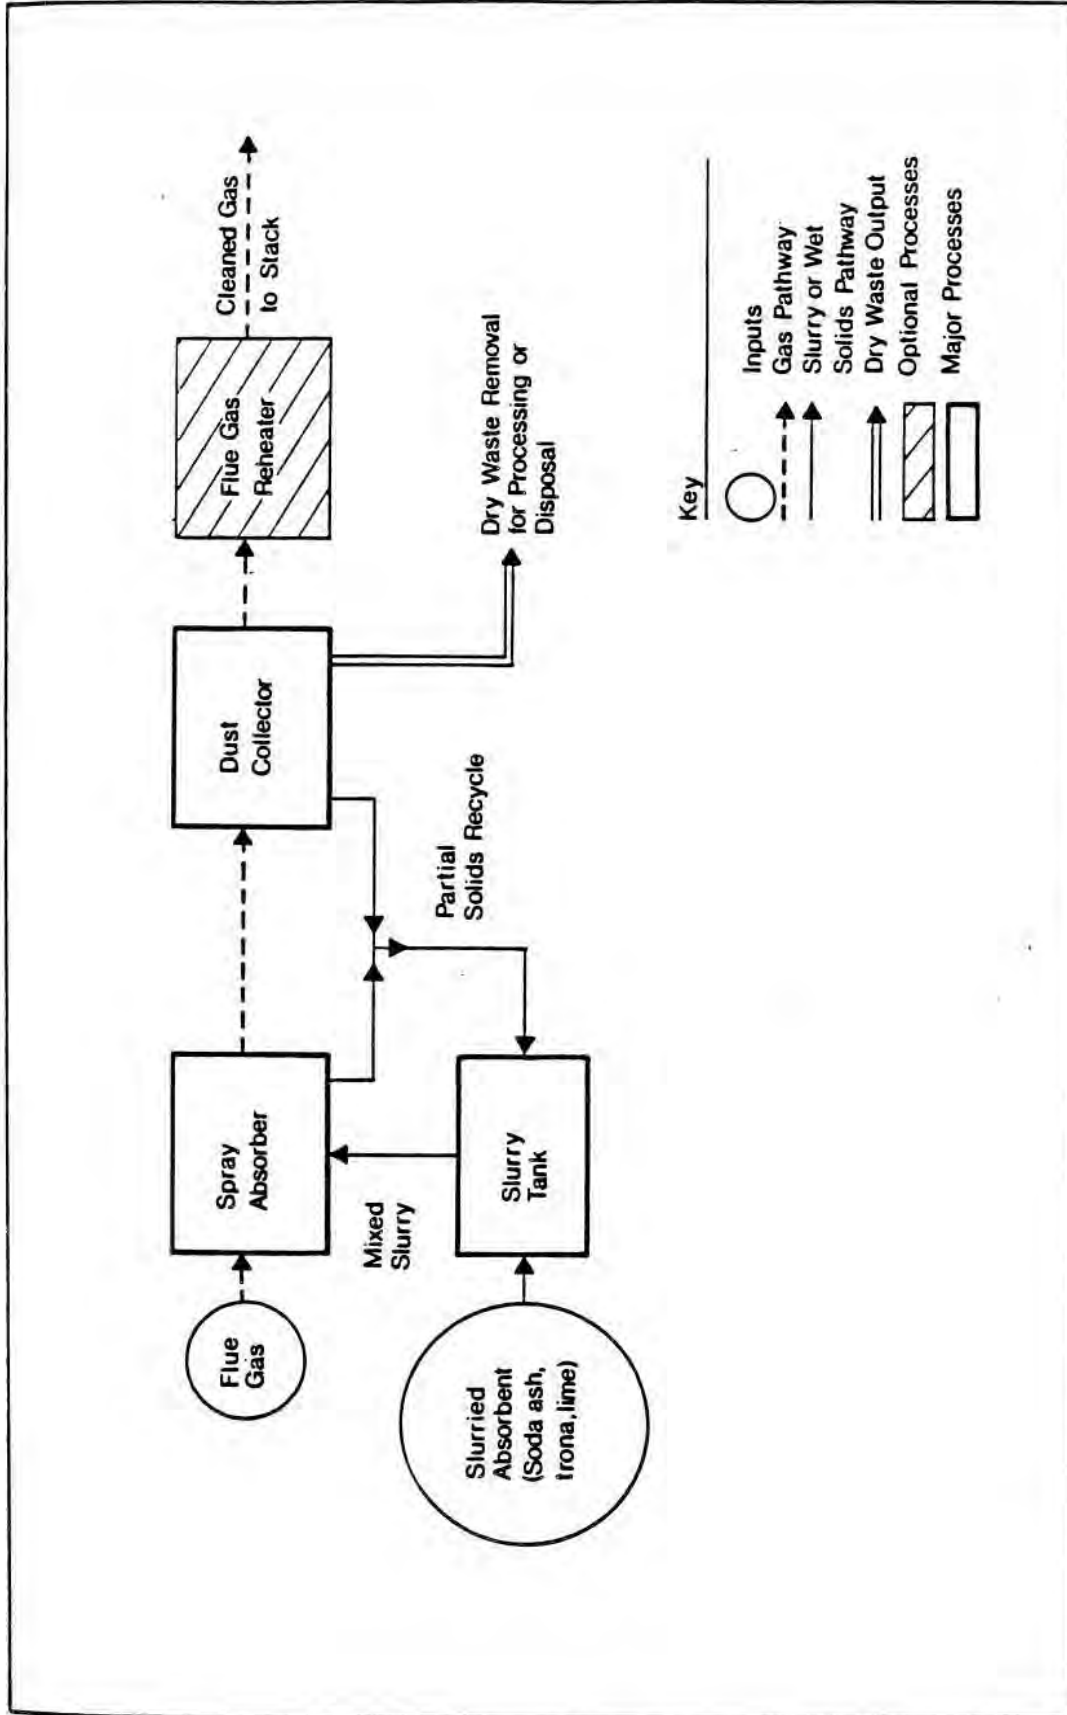 Flue
Gas
Spray
Absorber
Dust
Collector
Flue Gas
Reheater
Cleaned Gas
to Stack
Mixed
Slurry
Partial
Solids Recycle
Dry Waste Removal
for Processing or
Disposal
Slurried
Absorbent
(Soda ash,
trona, lime)
Slurry
Tank
Key
Inputs
Gas Pathway
Slurry or Wet
Solids Pathway
Dry Waste Output
Optional Processes
Major Processes